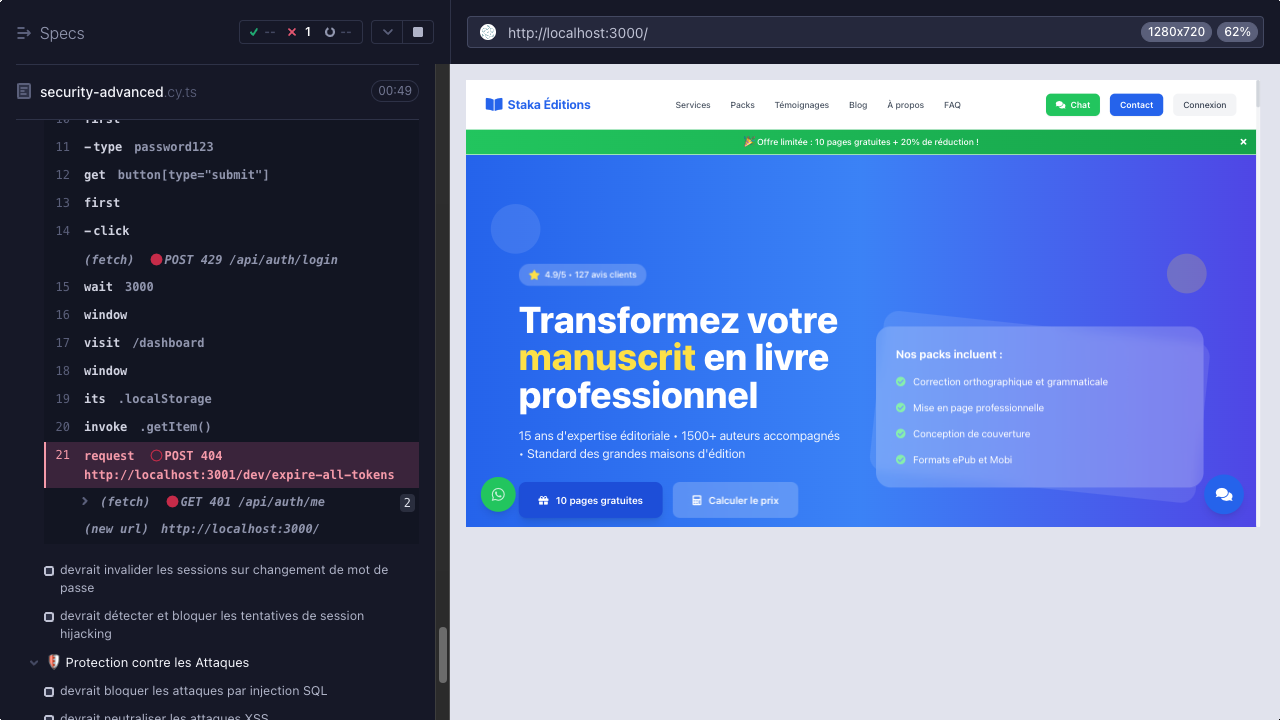 Specs
-- 1 --
security-advanced.cy.ts
00:49
10 first
11 -type password123
12 get button[type="submit"]
13 first
14 -click
(fetch) POST 429 /api/auth/login
15 wait 3000
16 window
17 visit /dashboard
18 window
19 its .localStorage
20 invoke .getItem()
21 request POST 404
http://localhost:3001/dev/expire-all-tokens
(fetch) GET 401 /api/auth/me 2
(new url) http://localhost:3000/
devrait invalider les sessions sur changement de mot de
passe
devrait détecter et bloquer les tentatives de session
hijacking
Protection contre les Attaques
devrait bloquer les attaques par injection SQL
devrait neutraliser les attaques XSS
http://localhost:3000/
1280x720
62%
Staka Éditions
Services
Packs
Témoignages
Blog
À propos
FAQ
Chat
Contact
Connexion
🎉 Offre limitée : 10 pages gratuites + 20% de réduction !
×
⭐ 4.9/5 • 127 avis clients
Transformez votre
manuscrit en livre
professionnel
15 ans d'expertise éditoriale • 1500+ auteurs accompagnés
• Standard des grandes maisons d'édition
10 pages gratuites
Calculer le prix
Nos packs incluent :
Correction orthographique et grammaticale
Mise en page professionnelle
Conception de couverture
Formats ePub et Mobi